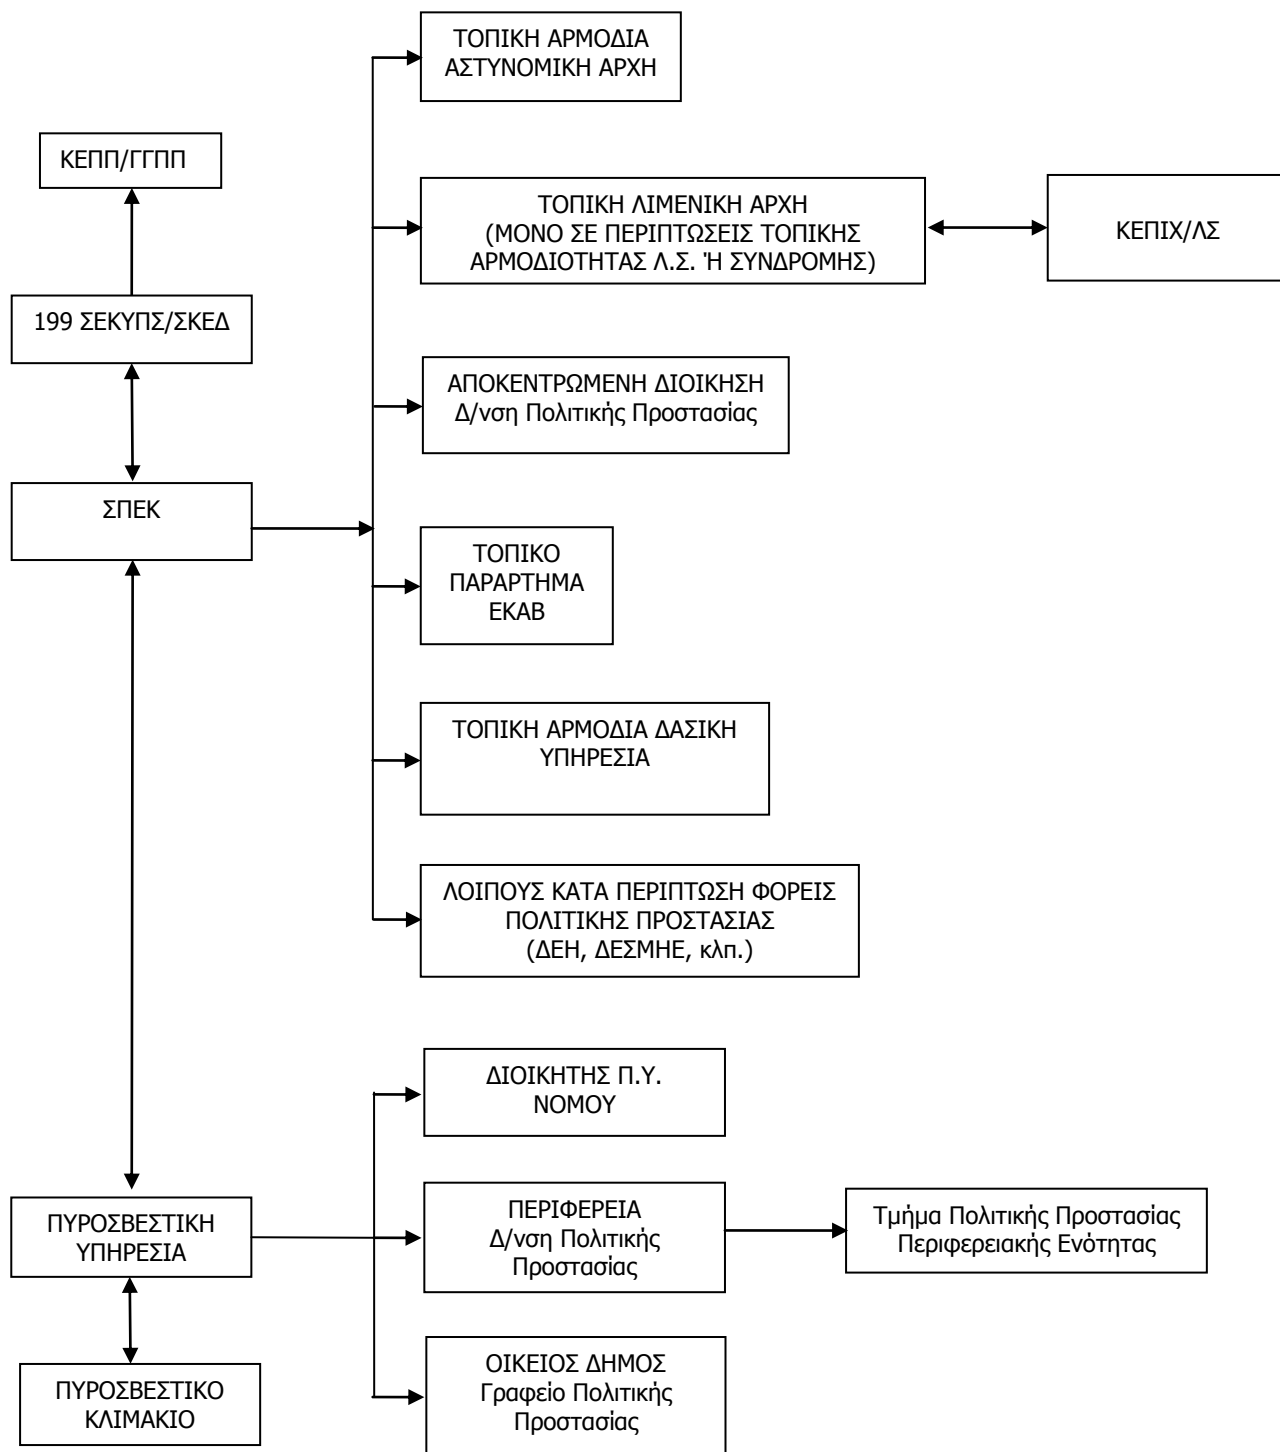 ΤΟΠΙΚΗ ΑΡΜΟΔΙΑ
ΑΣΤΥΝΟΜΙΚΗ ΑΡΧΗ
ΚΕΠΠ/ΓΓΠΠ
ΤΟΠΙΚΗ ΛΙΜΕΝΙΚΗ ΑΡΧΗ
(ΜΟΝΟ ΣΕ ΠΕΡΙΠΤΩΣΕΙΣ ΤΟΠΙΚΗΣ
ΑΡΜΟΔΙΟΤΗΤΑΣ Λ.Σ. Ή ΣΥΝΔΡΟΜΗΣ)
ΚΕΠΙΧ/ΛΣ
199 ΣΕΚΥΠΣ/ΣΚΕΔ
ΑΠΟΚΕΝΤΡΩΜΕΝΗ ΔΙΟΙΚΗΣΗ
Δ/νση Πολιτικής Προστασίας
ΣΠΕΚ
ΤΟΠΙΚΟ
ΠΑΡΑΡΤΗΜΑ
ΕΚΑΒ
ΤΟΠΙΚΗ ΑΡΜΟΔΙΑ ΔΑΣΙΚΗ
ΥΠΗΡΕΣΙΑ
ΛΟΙΠΟΥΣ ΚΑΤΑ ΠΕΡΙΠΤΩΣΗ ΦΟΡΕΙΣ
ΠΟΛΙΤΙΚΗΣ ΠΡΟΣΤΑΣΙΑΣ
(ΔΕΗ, ΔΕΣΜΗΕ, κλπ.)
ΔΙΟΙΚΗΤΗΣ Π.Υ.
ΝΟΜΟΥ
ΠΥΡΟΣΒΕΣΤΙΚΗ
ΥΠΗΡΕΣΙΑ
ΠΕΡΙΦΕΡΕΙΑ
Δ/νση Πολιτικής
Προστασίας
Τμήμα Πολιτικής Προστασίας
Περιφερειακής Ενότητας
ΠΥΡΟΣΒΕΣΤΙΚΟ
ΚΛΙΜΑΚΙΟ
ΟΙΚΕΙΟΣ ΔΗΜΟΣ
Γραφείο Πολιτικής
Προστασίας